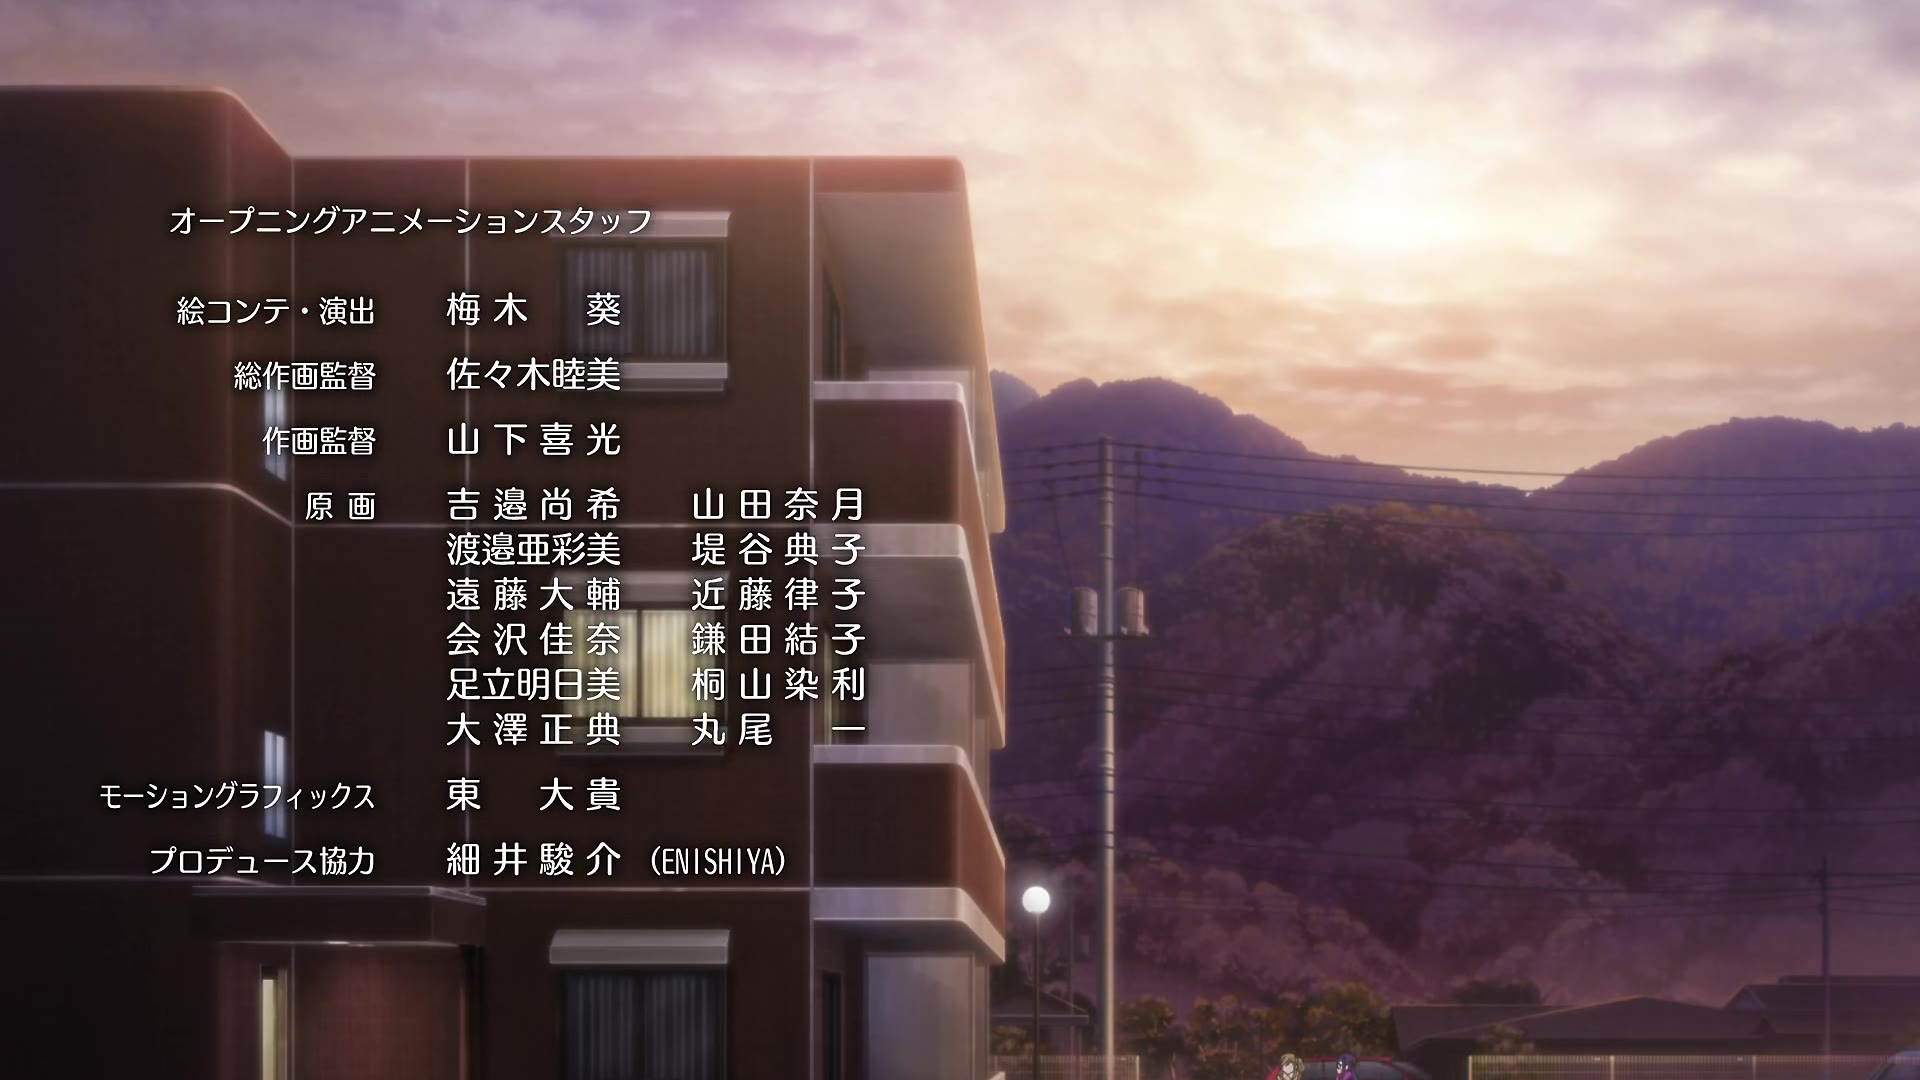 オープニングアニメーションスタッフ
絵コンテ・演出 梅木 葵
総作画監督 佐々木睦美
作画監督 山下喜光
原画 吉邉尚希 山田奈月
渡邉亜彩美 堤谷典子
遠藤大輔 近藤律子
会沢佳奈 鎌田結子
足立明日美 桐山染利
大澤正典 丸尾 一
モーショングラフィックス 東 大貴
プロデュース協力 細井駿介 (ENISHIYA)